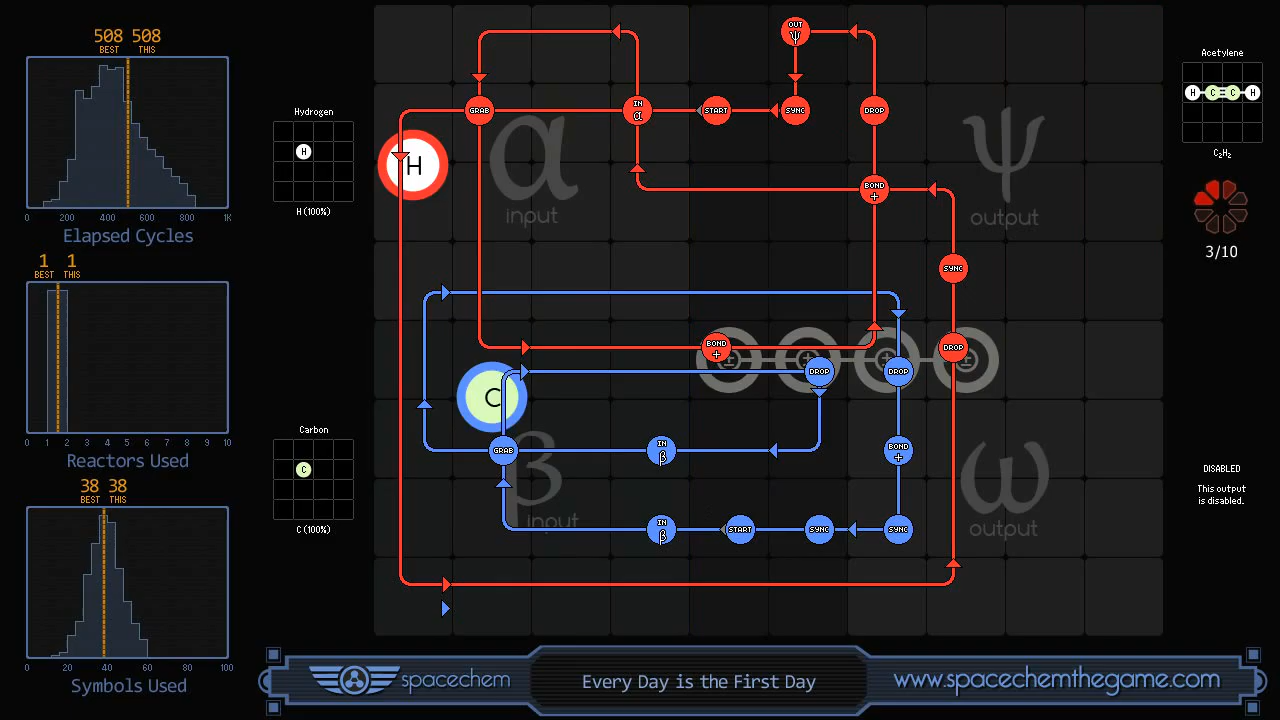 508 508
BEST THIS
0 200 400 600 800 1K
Elapsed Cycles
1 1
BEST THIS
0 1 2 3 4 5 6 7 8 9 10
Reactors Used
38 38
BEST THIS
0 20 40 60 80 100
Symbols Used
Hydrogen
H
H (100%)
Carbon
C
C (100%)
OUT
ψ
GRAB
IN
α
START
SYNC
DROP
H
α
input
ψ
output
BOND
+
SYNC
BOND
+
DROP
DROP
DROP
C
GRAB
IN
β
BOND
+
β
input
ω
output
IN
β
START
SYNC
SYNC
Acetylene
H C C H
C₂H₂
3/10
DISABLED
This output
is disabled.
spacechem
Every Day is the First Day
www.spacechemthegame.com